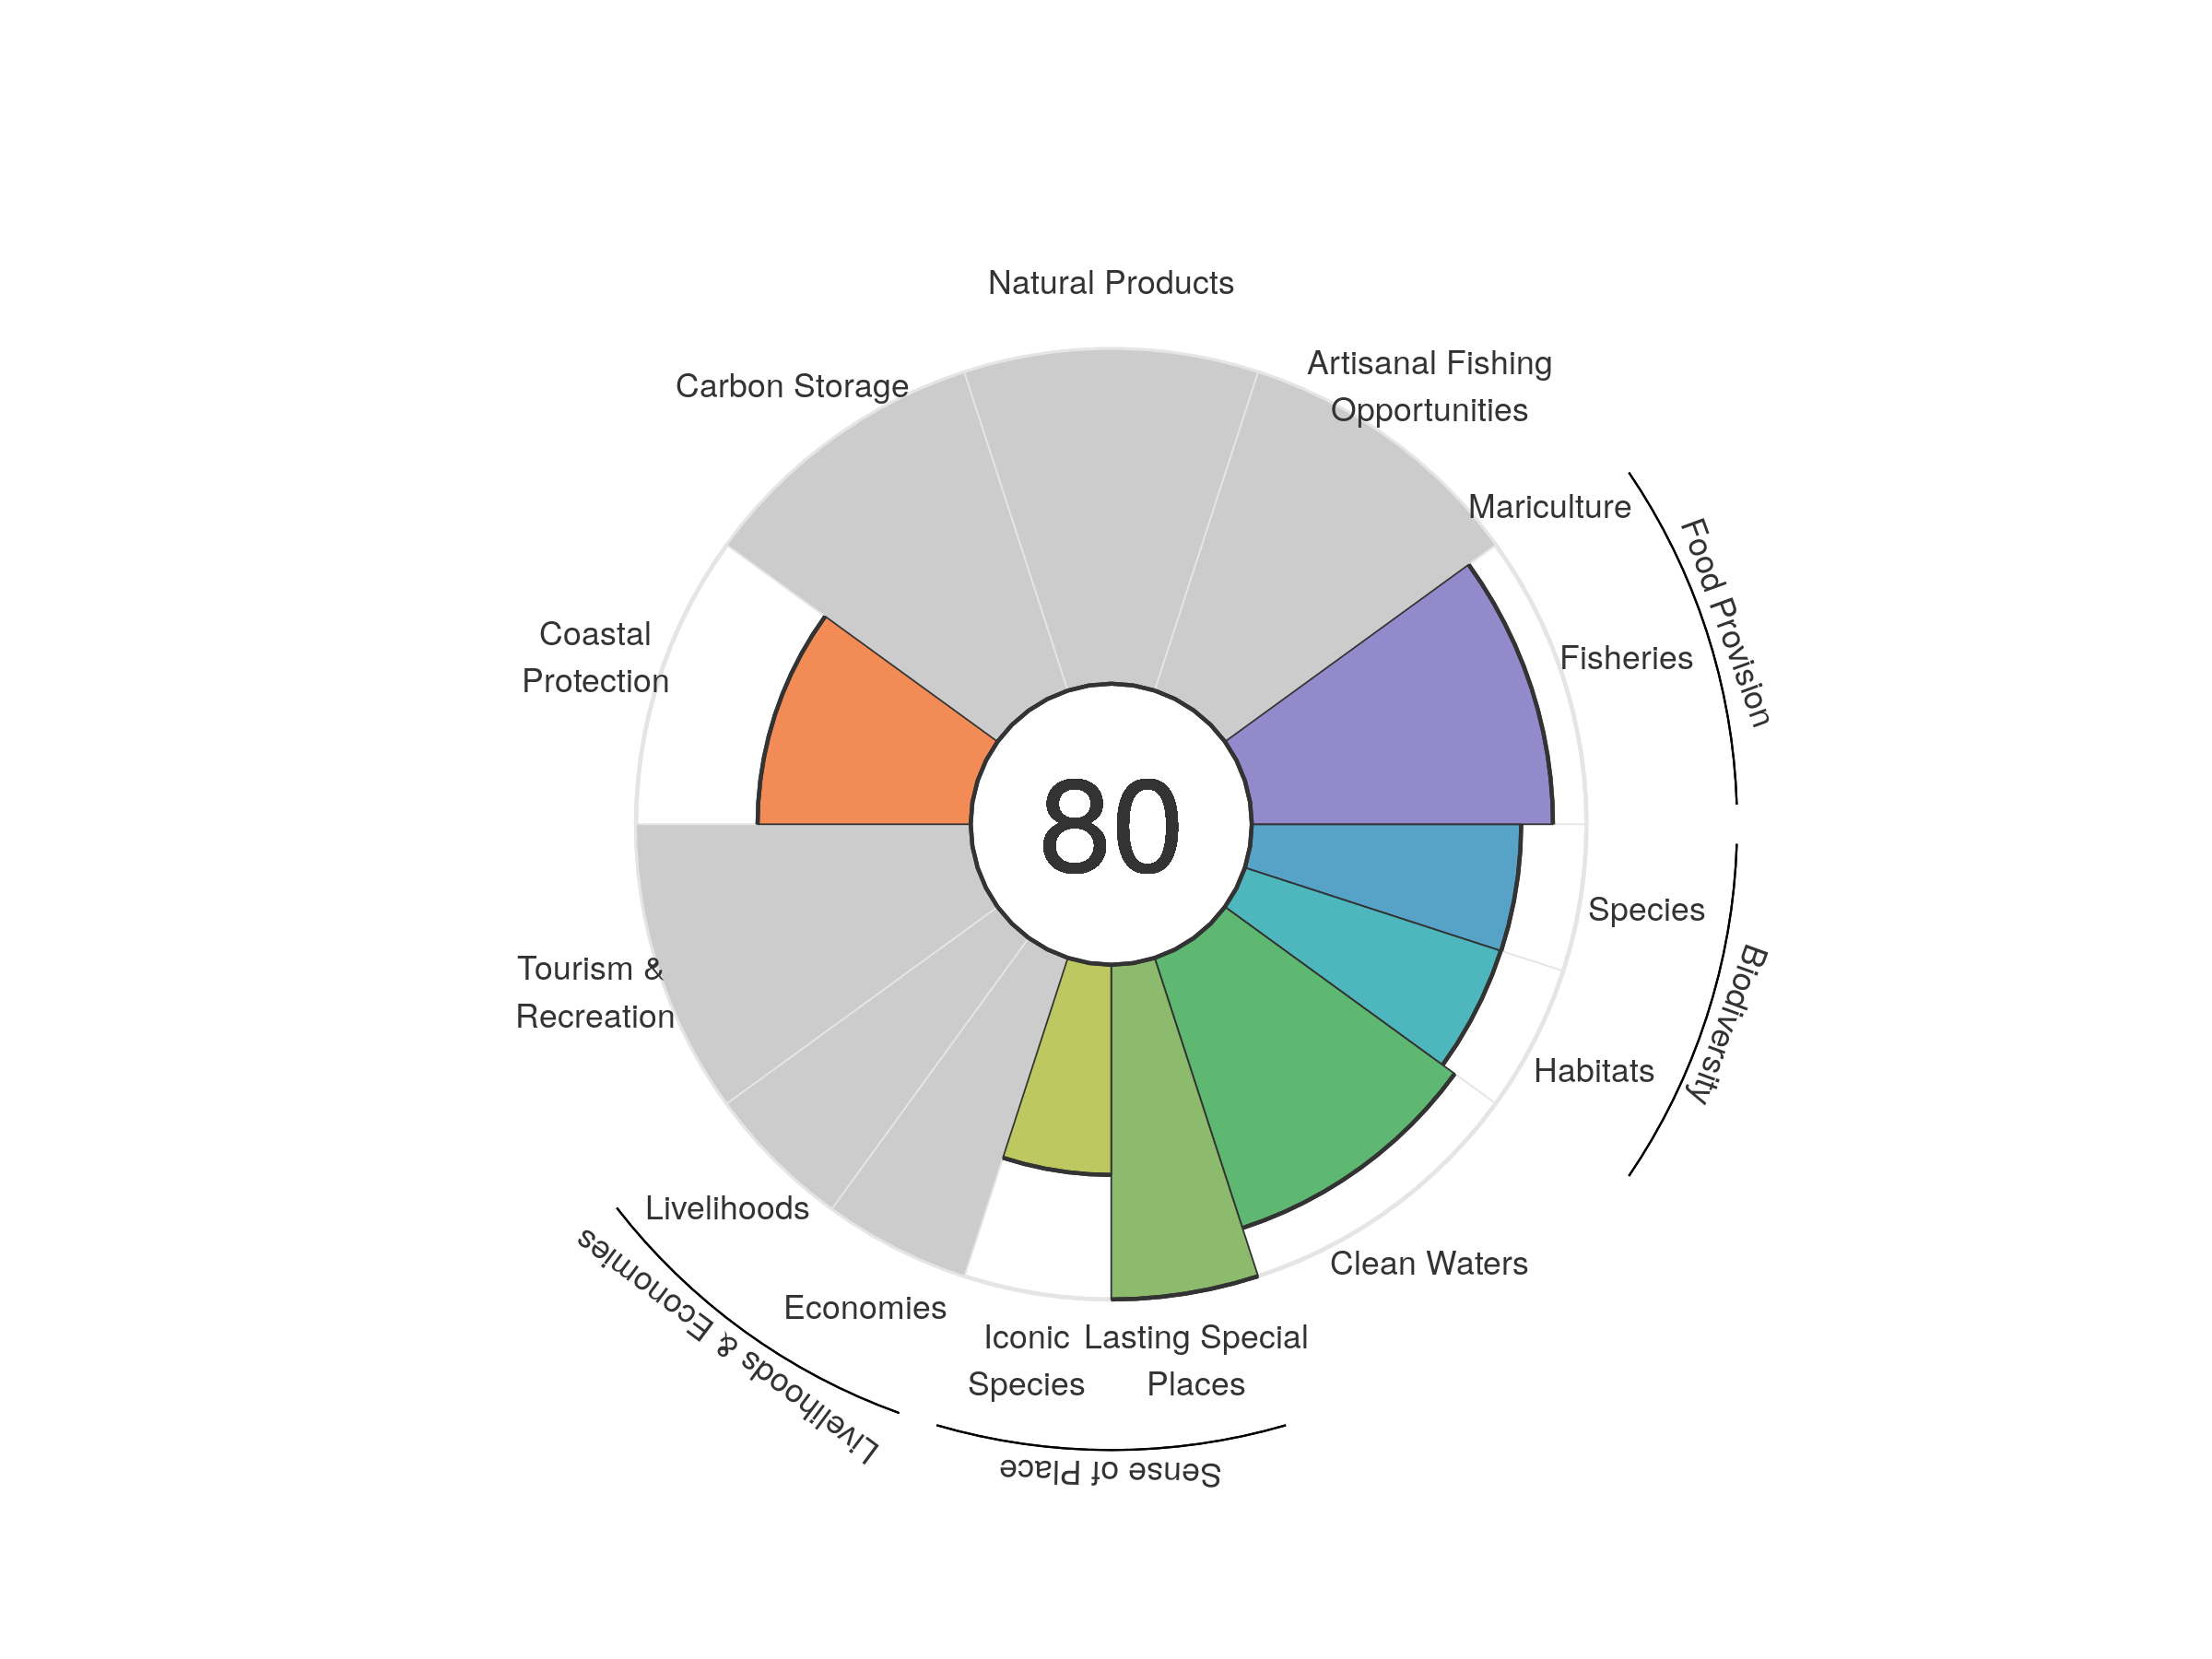 Natural Products
Artisanal Fishing
Opportunities
Carbon Storage
Mariculture
Food Provision
Fisheries
Coastal
Protection
80
Species
Biodiversity
Habitats
Tourism &
Recreation
Livelihoods
Livelihoods & Economies
Clean Waters
Economies
Iconic
Species
Lasting Special
Places
Sense of Place